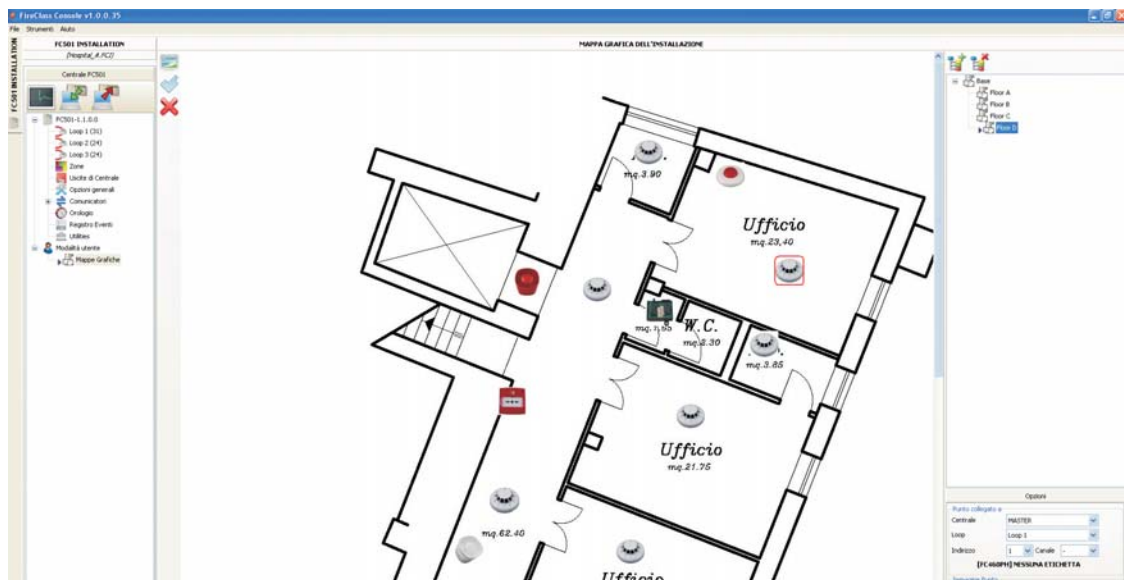 FireClass Console v1.0.0.35
File Strumenti Aiuto
FC501 INSTALLATION
FC501 INSTALLATION
(Hospital_A.FCI)
Centrale FC501
FC501-1.1.0.0
Loop 1 (31)
Loop 2 (24)
Loop 3 (24)
Zone
Uscite di Centrale
Opzioni generali
Comunicatori
Orologio
Registro Eventi
Utilities
Modalità utente
Mappe Grafiche
MAPPA GRAFICA DELL'INSTALLAZIONE
mq.3.90
Ufficio
mq.23,40
W.C.
mq.2.30
mq.3.85
Ufficio
mq.21.75
mq.62.40
Ufficio
Base
Floor A
Floor B
Floor C
Floor D
Opzioni
Punto collegato a
Centrale MASTER
Loop Loop 1
Indirizzo 1 Canale -
[FC460PH] NESSUNA ETICHETTA